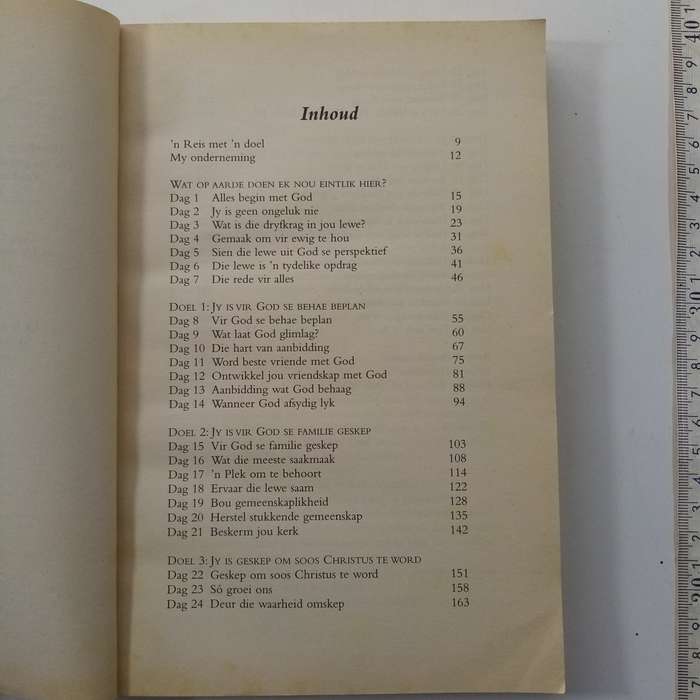 Inhoud
'n Reis met 'n doel 9
My onderneming 12
WAT OP AARDE DOEN EK NOU EINTLIK HIER?
Dag 1 Alles begin met God 15
Dag 2 Jy is geen ongeluk nie 19
Dag 3 Wat is die dryfkrag in jou lewe? 23
Dag 4 Gemaak om vir ewig te hou 31
Dag 5 Sien die lewe uit God se perspektief 36
Dag 6 Die lewe is 'n tydelike opdrag 41
Dag 7 Die rede vir alles 46
DOEL 1: JY IS VIR GOD SE BEHAE BEPLAN
Dag 8 Vir God se behae beplan 55
Dag 9 Wat laat God glimlag? 60
Dag 10 Die hart van aanbidding 67
Dag 11 Word beste vriende met God 75
Dag 12 Ontwikkel jou vriendskap met God 81
Dag 13 Aanbidding wat God behaag 88
Dag 14 Wanneer God afsydig lyk 94
DOEL 2: JY IS VIR GOD SE FAMILIE GESKEP
Dag 15 Vir God se familie geskep 103
Dag 16 Wat die meeste saakmaak 108
Dag 17 'n Plek om te behoort 114
Dag 18 Ervaar die lewe saam 122
Dag 19 Bou gemeenskaplikheid 128
Dag 20 Herstel stukkende gemeenskap 135
Dag 21 Beskerm jou kerk 142
DOEL 3: JY IS GESKEP OM SOOS CHRISTUS TE WORD
Dag 22 Geskep om soos Christus te word 151
Dag 23 Só groei ons 158
Dag 24 Deur die waarheid omskep 163